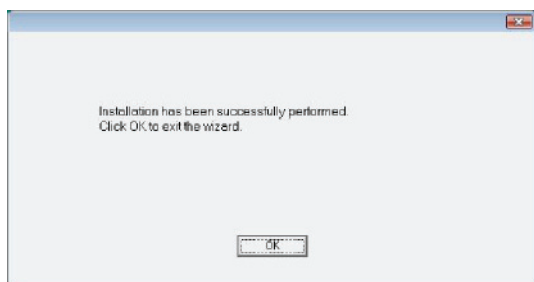 Installation has been successfully performed.
Click OK to exit the wizard.
OK